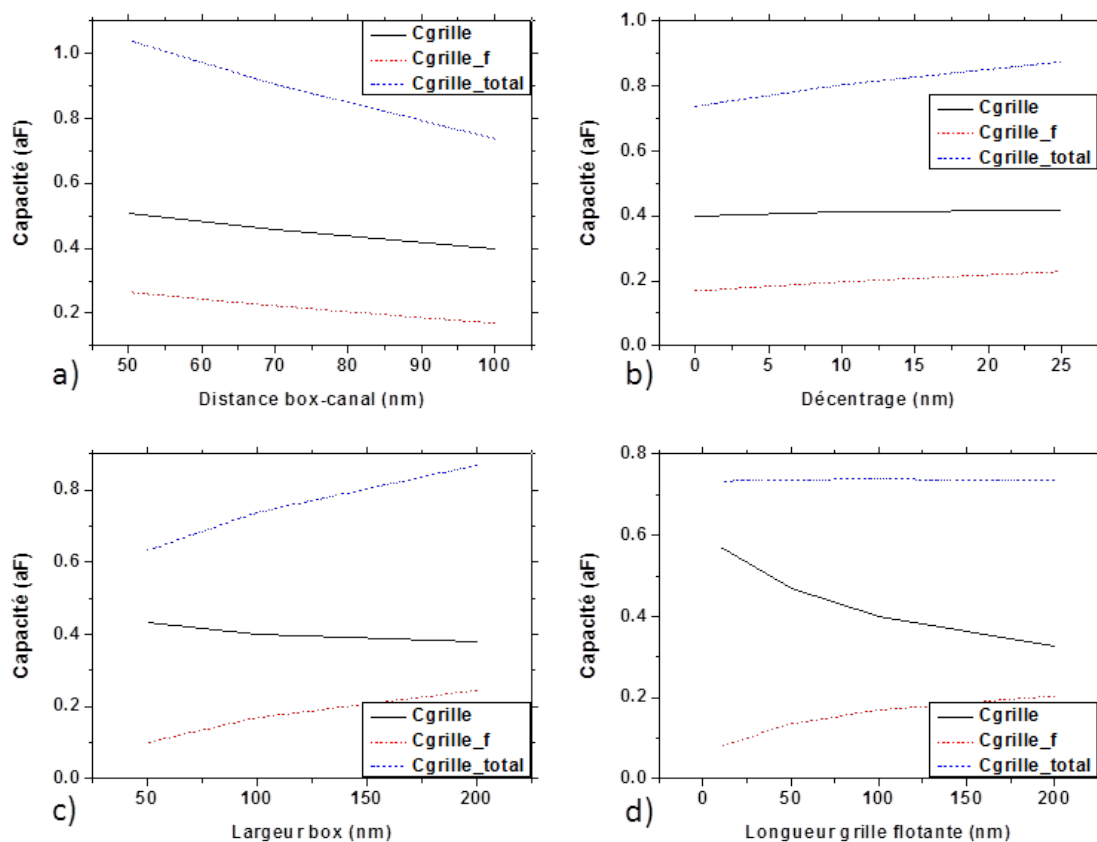 Cgrille
Cgrille_f
Cgrille_total
Capacité (aF)
1.0
0.8
0.6
0.4
0.2
50 60 70 80 90 100
a)
Distance box-canal (nm)
Cgrille
Cgrille_f
Cgrille_total
Capacité (aF)
1.0
0.8
0.6
0.4
0.2
0.0
0 5 10 15 20 25
b)
Décentrage (nm)
Cgrille
Cgrille_f
Cgrille_total
Capacité (aF)
0.8
0.6
0.4
0.2
0.0
50 100 150 200
c)
Largeur box (nm)
Cgrille
Cgrille_f
Cgrille_total
Capacité (aF)
0.8
0.6
0.4
0.2
0.0
0 50 100 150 200
d)
Longueur grille flotante (nm)